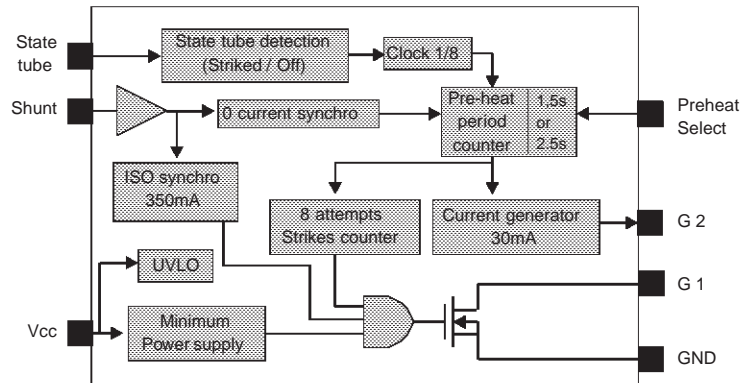 State
tube
State tube detection
(Striked / Off)
Clock 1/8
Shunt
0 current synchro
Pre-heat
period
counter
1,5s
or
2.5s
Preheat
Select
ISO synchro
350mA
8 attempts
Strikes counter
Current generator
30mA
G 2
UVLO
G 1
Vcc
Minimum
Power supply
GND